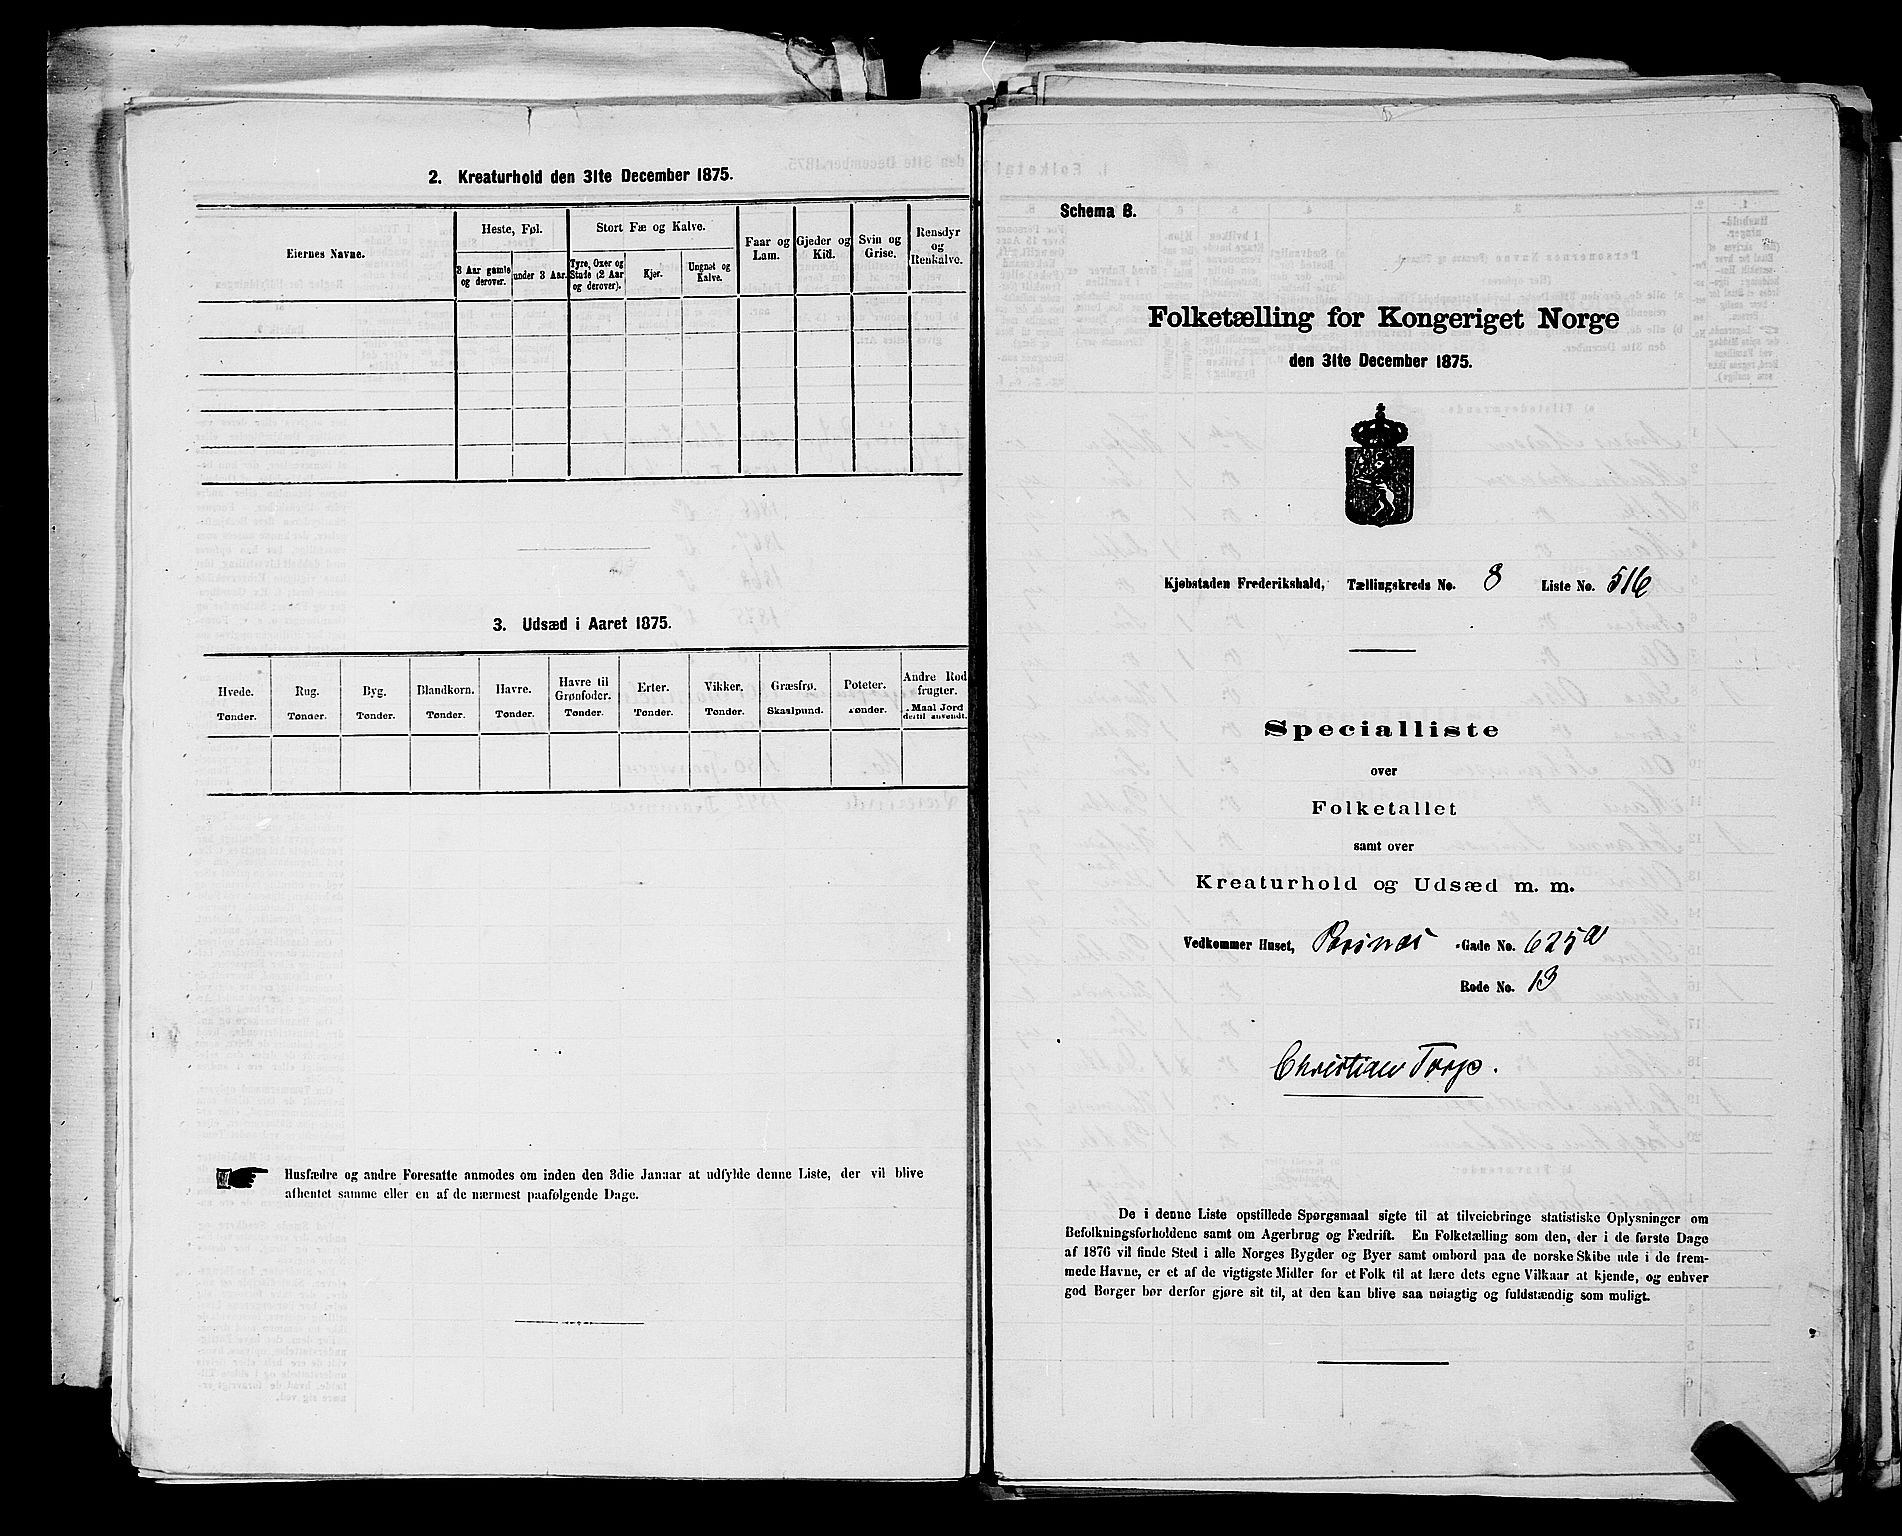 2. Kreaturhold den 31te December 1875.
Eiernes Navne.
Heste, Føl.
3 Aar gamle og derover.
under 3 Aar.
Stort Fæ og Kalve.
Tyre, Oxer og Stude (2 Aar og derover).
Kjør.
Ungnøt og Kalve.
Faar og Lam.
Gjeder og Kid.
Svin og Grise.
Rensdyr og Renkalve.
3. Udsæd i Aaret 1875.
Hvede. Tønder.
Rug. Tønder.
Byg. Tønder.
Blandkorn. Tønder.
Havre. Tønder.
Havre til Grønfoder. Tønder.
Erter. Tønder.
Vikker. Tønder.
Græsfrø. Skaalpund.
Poteter. Tønder.
Andre Rodfrugter. Maal Jord dertil anvendt.
Husfædre og andre Foresatte anmodes om inden den 3die Januar at udfylde denne Liste, der vil blive
afhentet samme eller en af de nærmest paafølgende Dage.
Schema B.
Folketælling for Kongeriget Norge
den 31te December 1875.
Kjøbstaden Frederikshald, Tællingskreds No. 8 Liste No. 516
Specialliste
over
Folketallet
samt over
Kreaturhold og Udsæd m. m.
Vedkommer Huset, -Gade No. 625a
Rode No. 13
Christian Torp.
De i denne Liste opstillede Spørgsmaal sigte til at tilveiebringe statistiske Oplysninger om
Befolkningsforholdene samt om Agerbrug og Fædrift. En Folketælling som den, der i de første Dage
af 1876 vil finde Sted i alle Norges Bygder og Byer samt ombord paa de norske Skibe ude i de frem-
mede Havne, er et af de vigtigste Midler for et Folk til at lære dets egne Vilkaar at kjende, og enhver
god Borger bør derfor gjøre sit til, at den kan blive saa nøiagtig og fuldstændig som muligt.